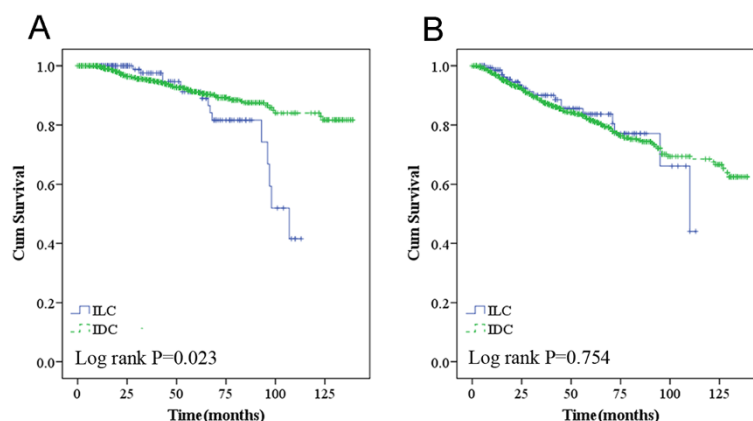 A
Cum Survival
1.0
0.8
0.6
0.4
0.2
0.0
ILC
IDC
Log rank P=0.023
0 25 50 75 100 125
Time(months)
B
Cum Survival
1.0
0.8
0.6
0.4
0.2
0.0
ILC
IDC
Log rank P=0.754
0 25 50 75 100 125
Time(months)